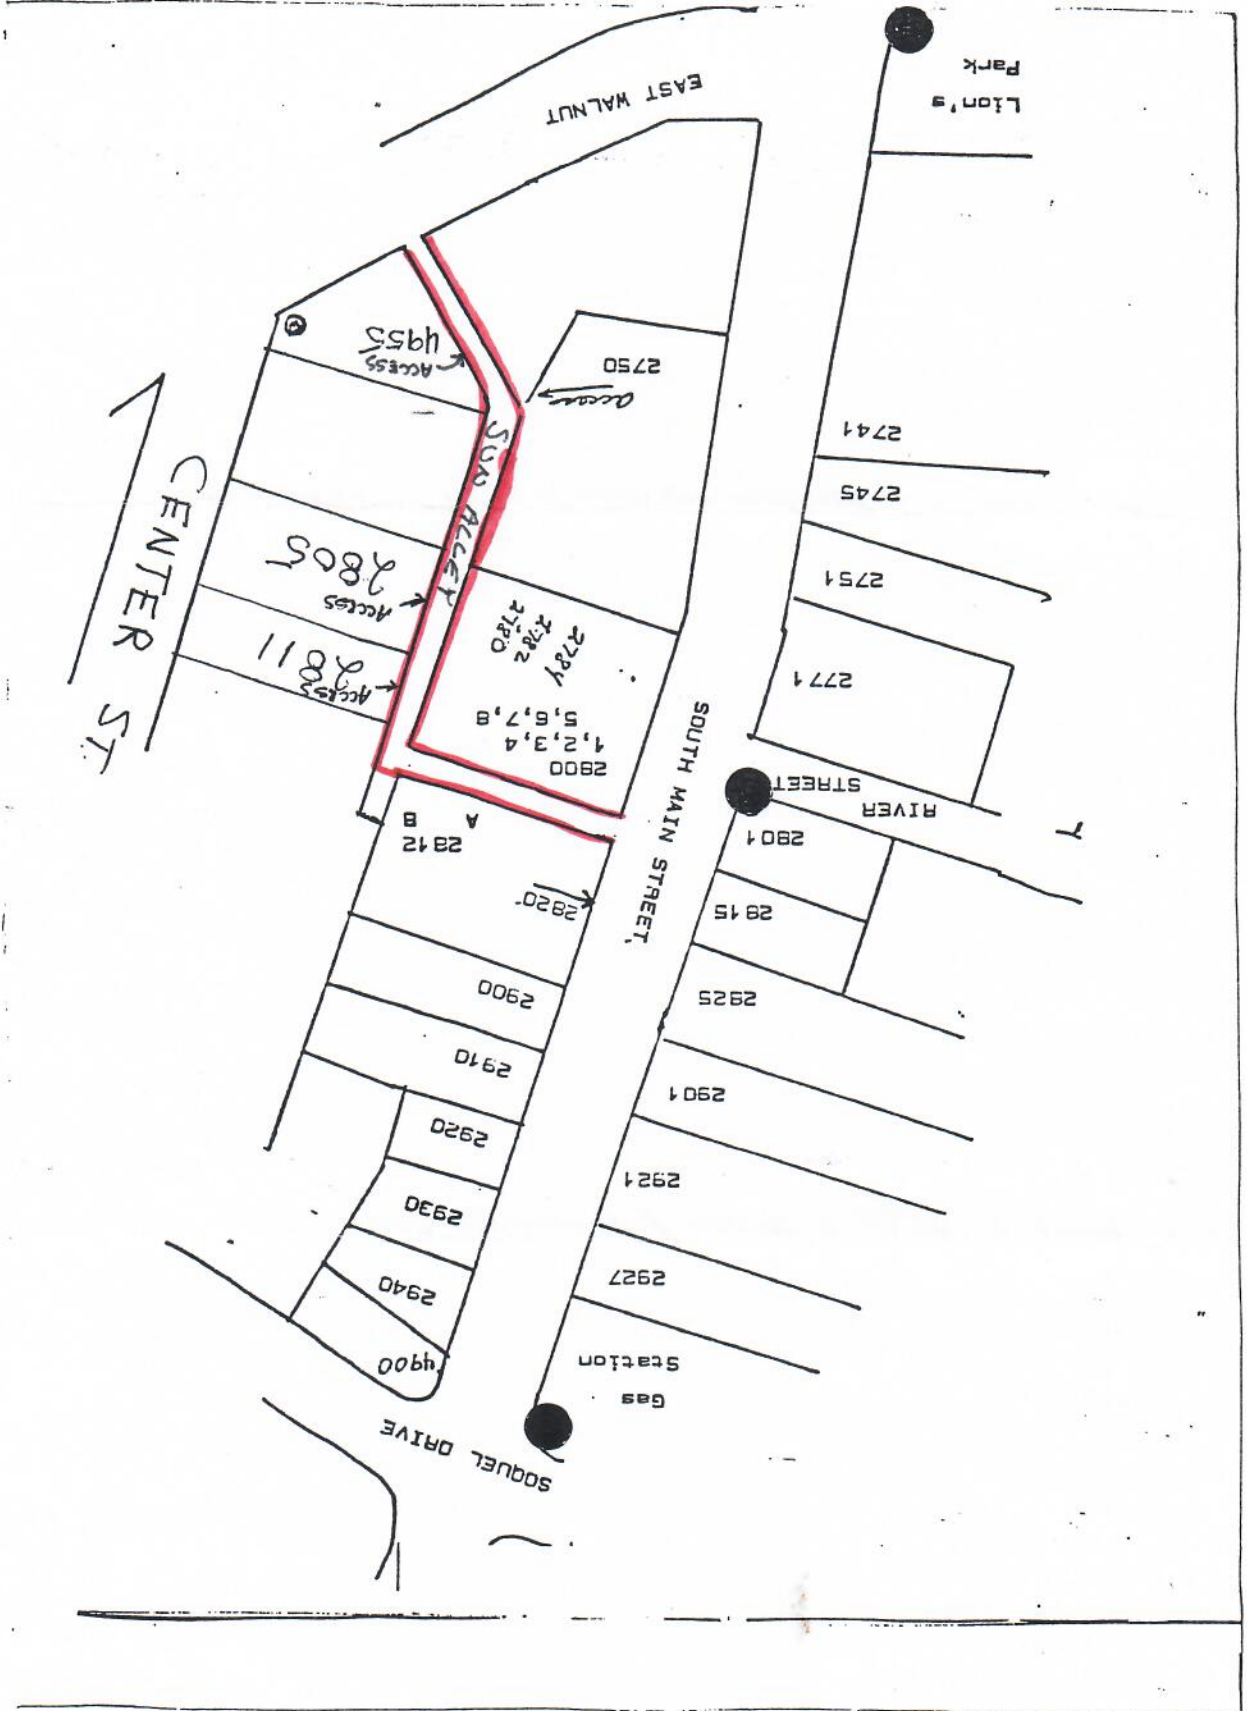 SOQUEL DRIVE
Gas
Station
4900
2927
2940
2921
2930
2901
2920
2910
2925
2900
2815
2820
2801
2812
A B
RIVER
STREET
SOUTH MAIN STREET,
2800
1,2,3,4
5,6,7,8
2784
2782
2780
2771
ACCESS
2811
CENTER ST.
ACCESS
2805
2751
2745
2741
SUN ALLEY
access
2750
ACCESS
4955
EAST WALNUT
Lion's
Park